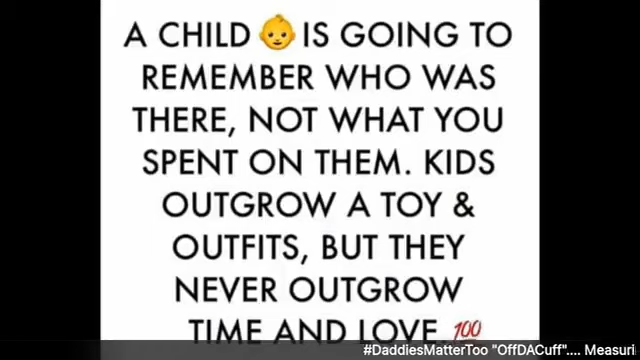 A CHILD 👶 IS GOING TO
REMEMBER WHO WAS
THERE, NOT WHAT YOU
SPENT ON THEM. KIDS
OUTGROW A TOY &
OUTFITS, BUT THEY
NEVER OUTGROW
TIME AND LOVE. 💯
#DaddiesMatterToo "OffDACuff".... Measuri